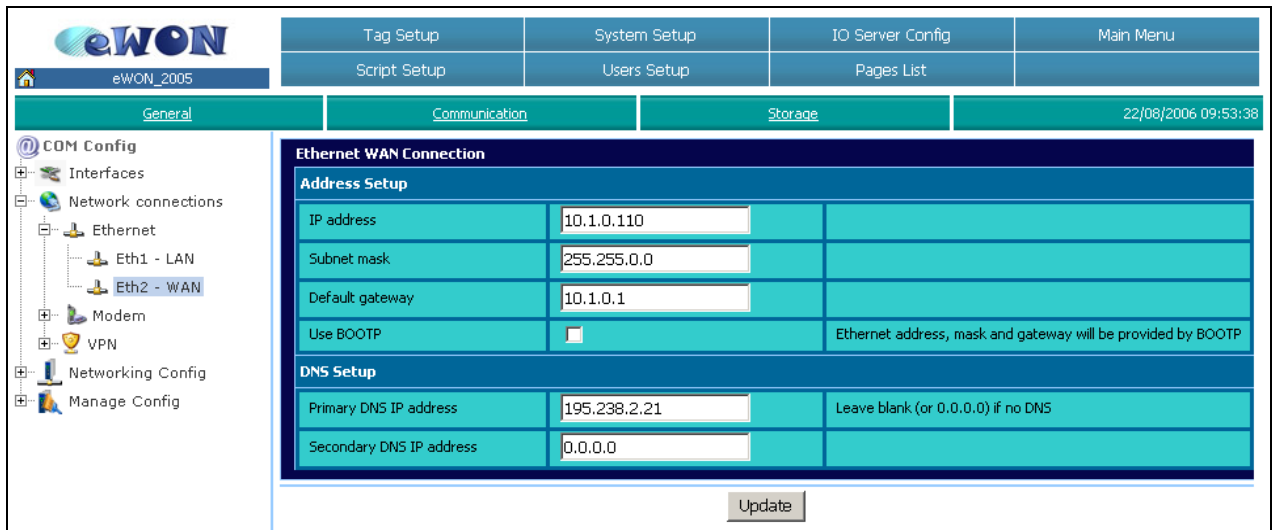 eWON
Tag Setup System Setup IO Server Config Main Menu
eWON_2005
Script Setup Users Setup Pages List
General Communication Storage 22/08/2006 09:53:38
@ COM Config
Interfaces
Network connections
Ethernet
Eth1 - LAN
Eth2 - WAN
Modem
VPN
Networking Config
Manage Config
Ethernet WAN Connection
Address Setup
IP address 10.1.0.110
Subnet mask 255.255.0.0
Default gateway 10.1.0.1
Use BOOTP Ethernet address, mask and gateway will be provided by BOOTP
DNS Setup
Primary DNS IP address 195.238.2.21 Leave blank (or 0.0.0.0) if no DNS
Secondary DNS IP address 0.0.0.0
Update